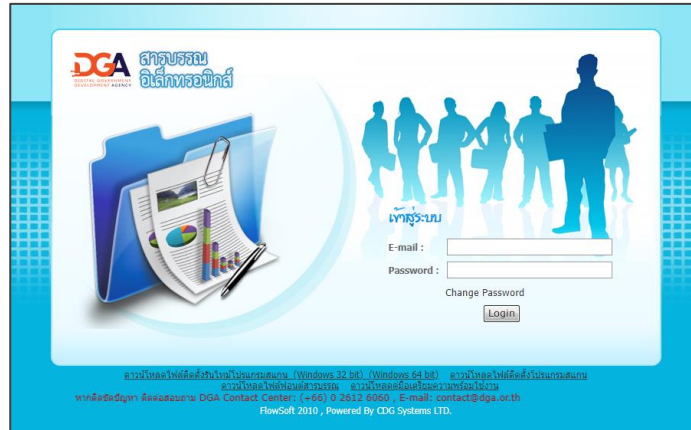 DGA
DIGITAL GOVERNMENT
DEVELOPMENT AGENCY
สารบรรณ
อิเล็กทรอนิกส์
เข้าสู่ระบบ
E-mail :
Password :
Change Password
Login
ดาวน์โหลดไฟล์ติดตั้งรันไทม์โปรแกรมสแกน (Windows 32 bit) (Windows 64 bit) ดาวน์โหลดไฟล์ติดตั้งโปรแกรมสแกน
ดาวน์โหลดไฟล์ฟอนต์สารบรรณ ดาวน์โหลดคู่มือเตรียมความพร้อมใช้งาน
หากติดขัดปัญหา ติดต่อสอบถาม DGA Contact Center: (+66) 0 2612 6060 , E-mail: contact@dga.or.th
FlowSoft 2010 , Powered By CDG Systems LTD.